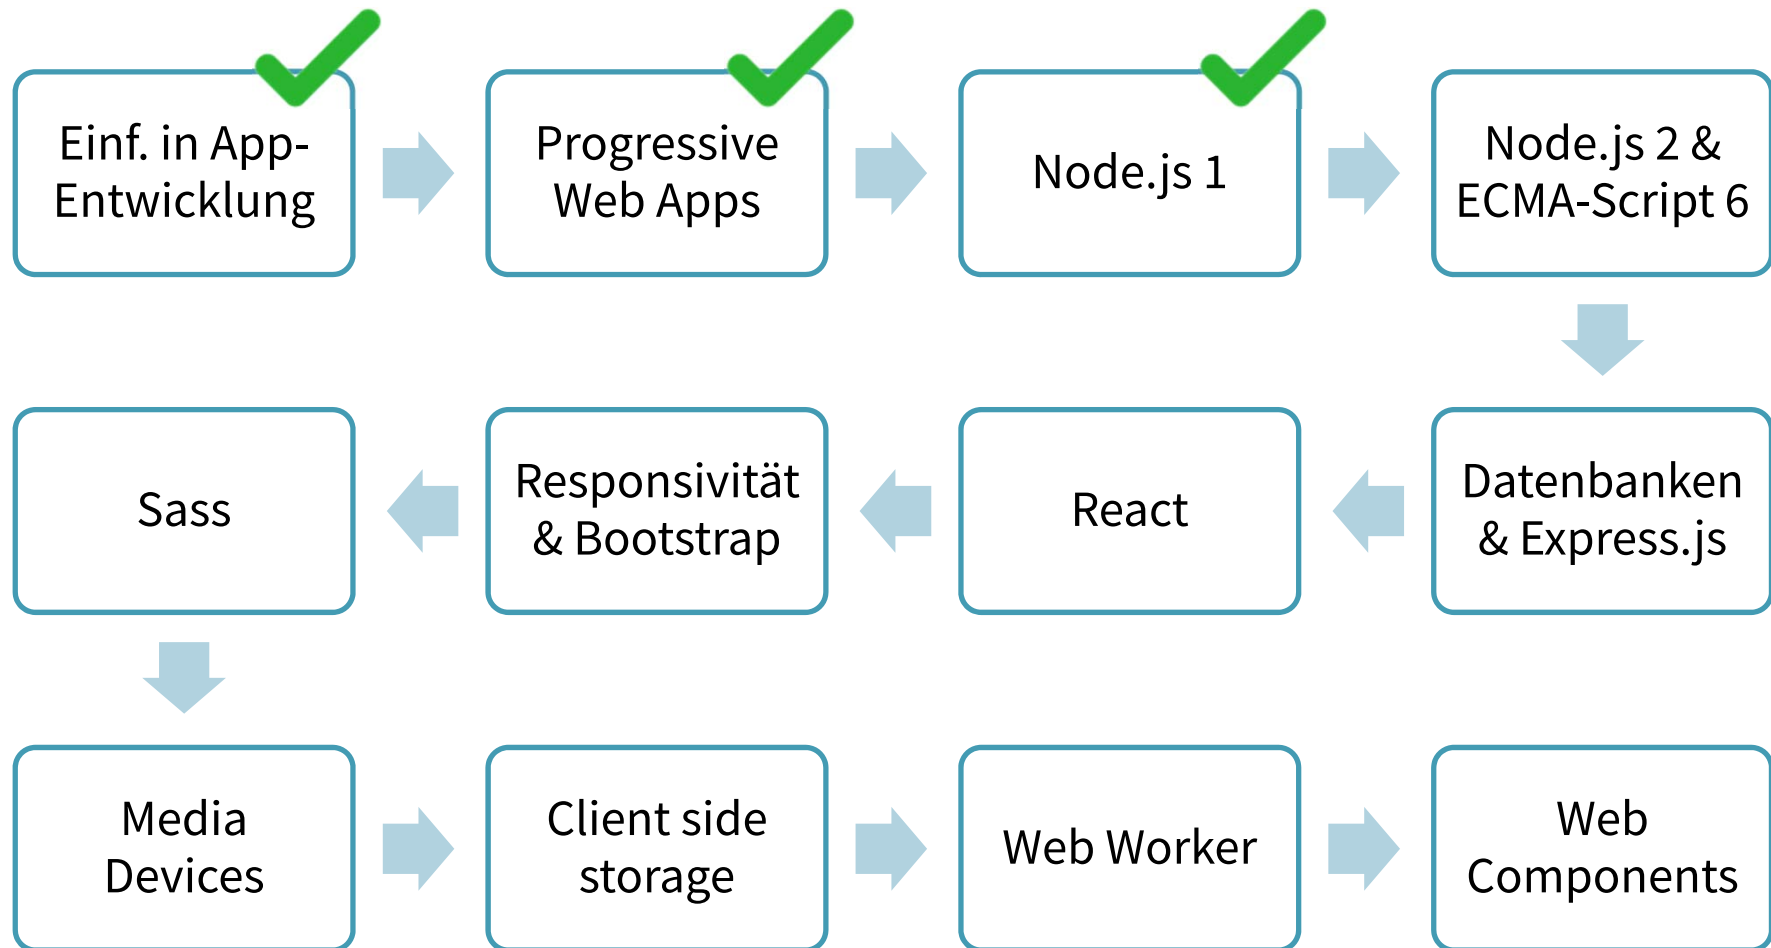 Einf. in App-
Entwicklung
Progressive
Web Apps
Node.js 1
Node.js 2 &
ECMA-Script 6
Datenbanken
& Express.js
React
Responsivität
& Bootstrap
Sass
Media
Devices
Client side
storage
Web Worker
Web
Components